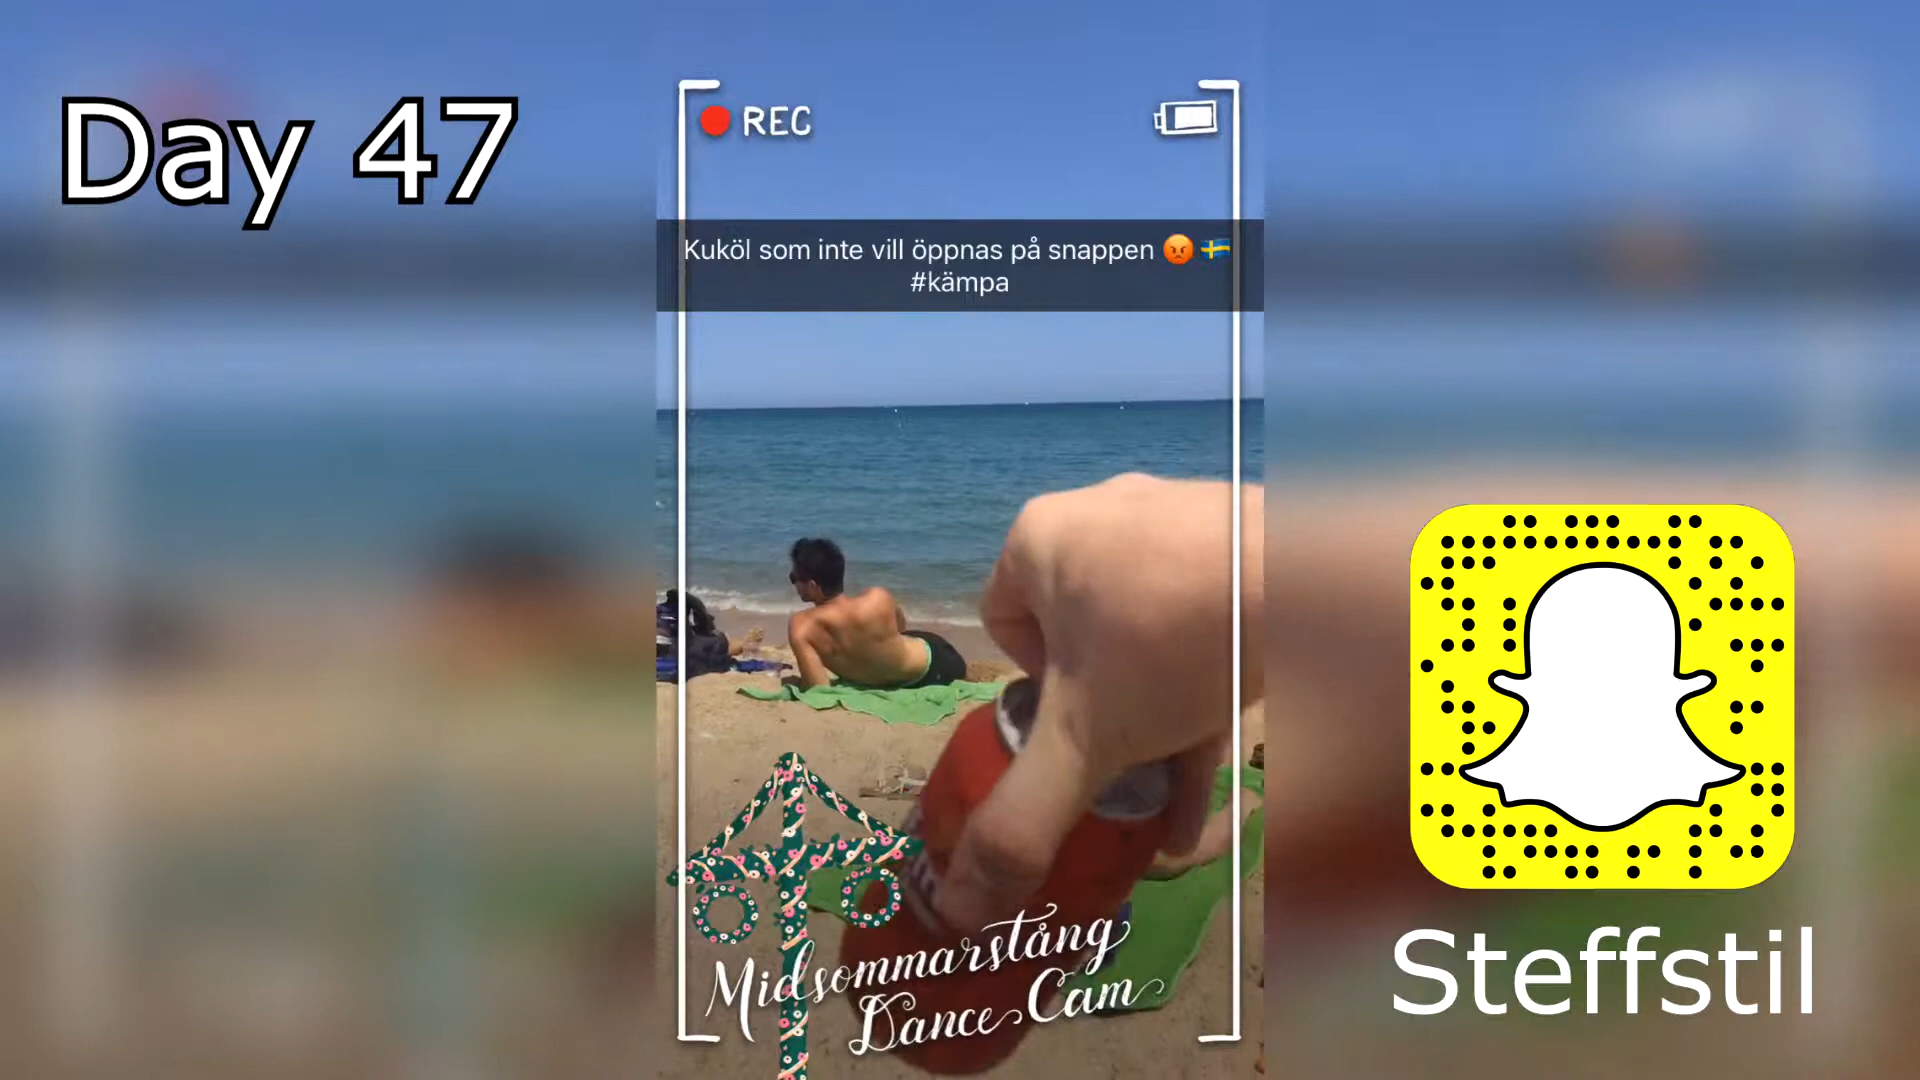 Day 47
REC
Kuköl som inte vill öppnas på snappen 😡 🇸🇪
#kämpa
Midsommarstång
Dance Cam
Steffstil